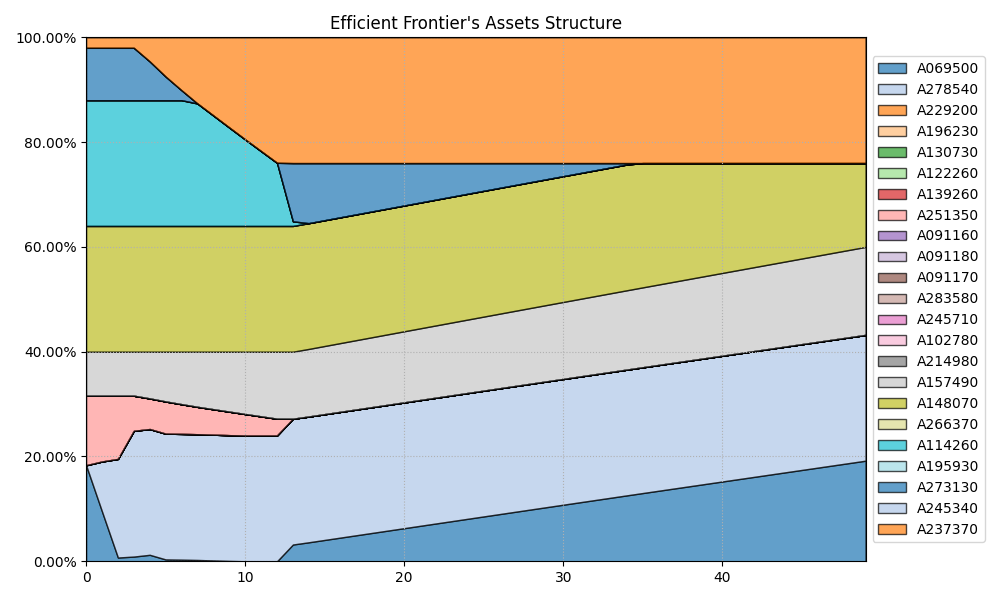 Efficient Frontier's Assets Structure
100.00%
80.00%
60.00%
40.00%
20.00%
0.00%
0
10
20
30
40
A069500
A278540
A229200
A196230
A130730
A122260
A139260
A251350
A091160
A091180
A091170
A283580
A245710
A102780
A214980
A157490
A148070
A266370
A114260
A195930
A273130
A245340
A237370